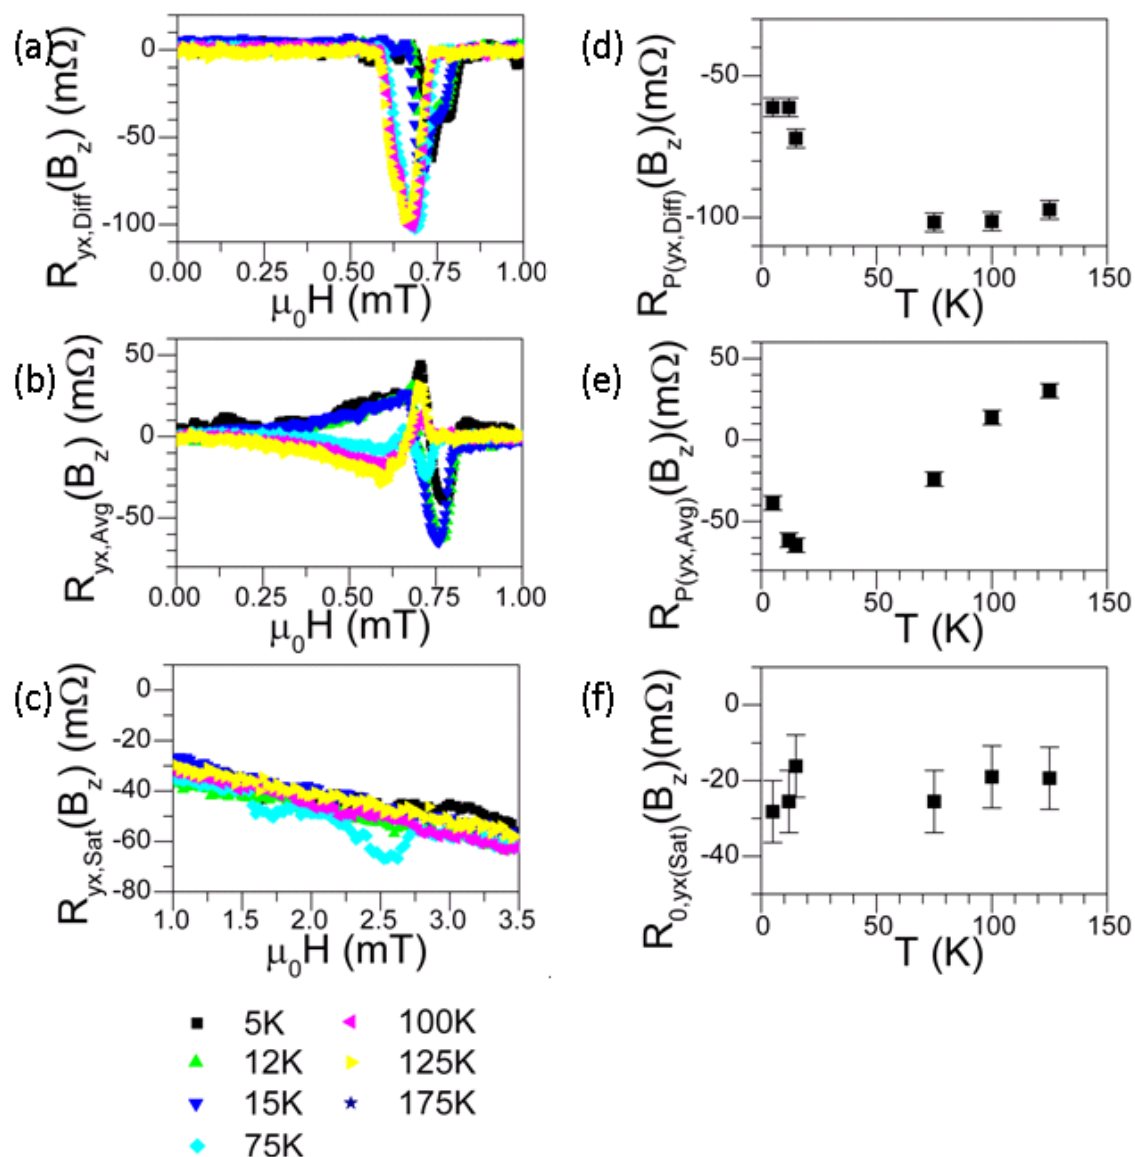 (a)
R_yx,Diff(B_z) (mΩ)
0
-50
-100
0.00 0.25 0.50 0.75 1.00
μ₀H (mT)
(d)
R_P(yx,Diff)(B_z)(mΩ)
-50
-100
0 50 100 150
T (K)
(b)
R_yx,Avg(B_z) (mΩ)
50
0
-50
0.00 0.25 0.50 0.75 1.00
μ₀H (mT)
(e)
R_P(yx,Avg)(B_z)(mΩ)
50
0
-50
0 50 100 150
T (K)
(c)
R_yx,Sat(B_z) (mΩ)
0
-20
-40
-60
-80
1.0 1.5 2.0 2.5 3.0 3.5
μ₀H (mT)
(f)
R_0,yx(Sat)(B_z)(mΩ)
0
-20
-40
0 50 100 150
T (K)
5K 100K
12K 125K
15K 175K
75K